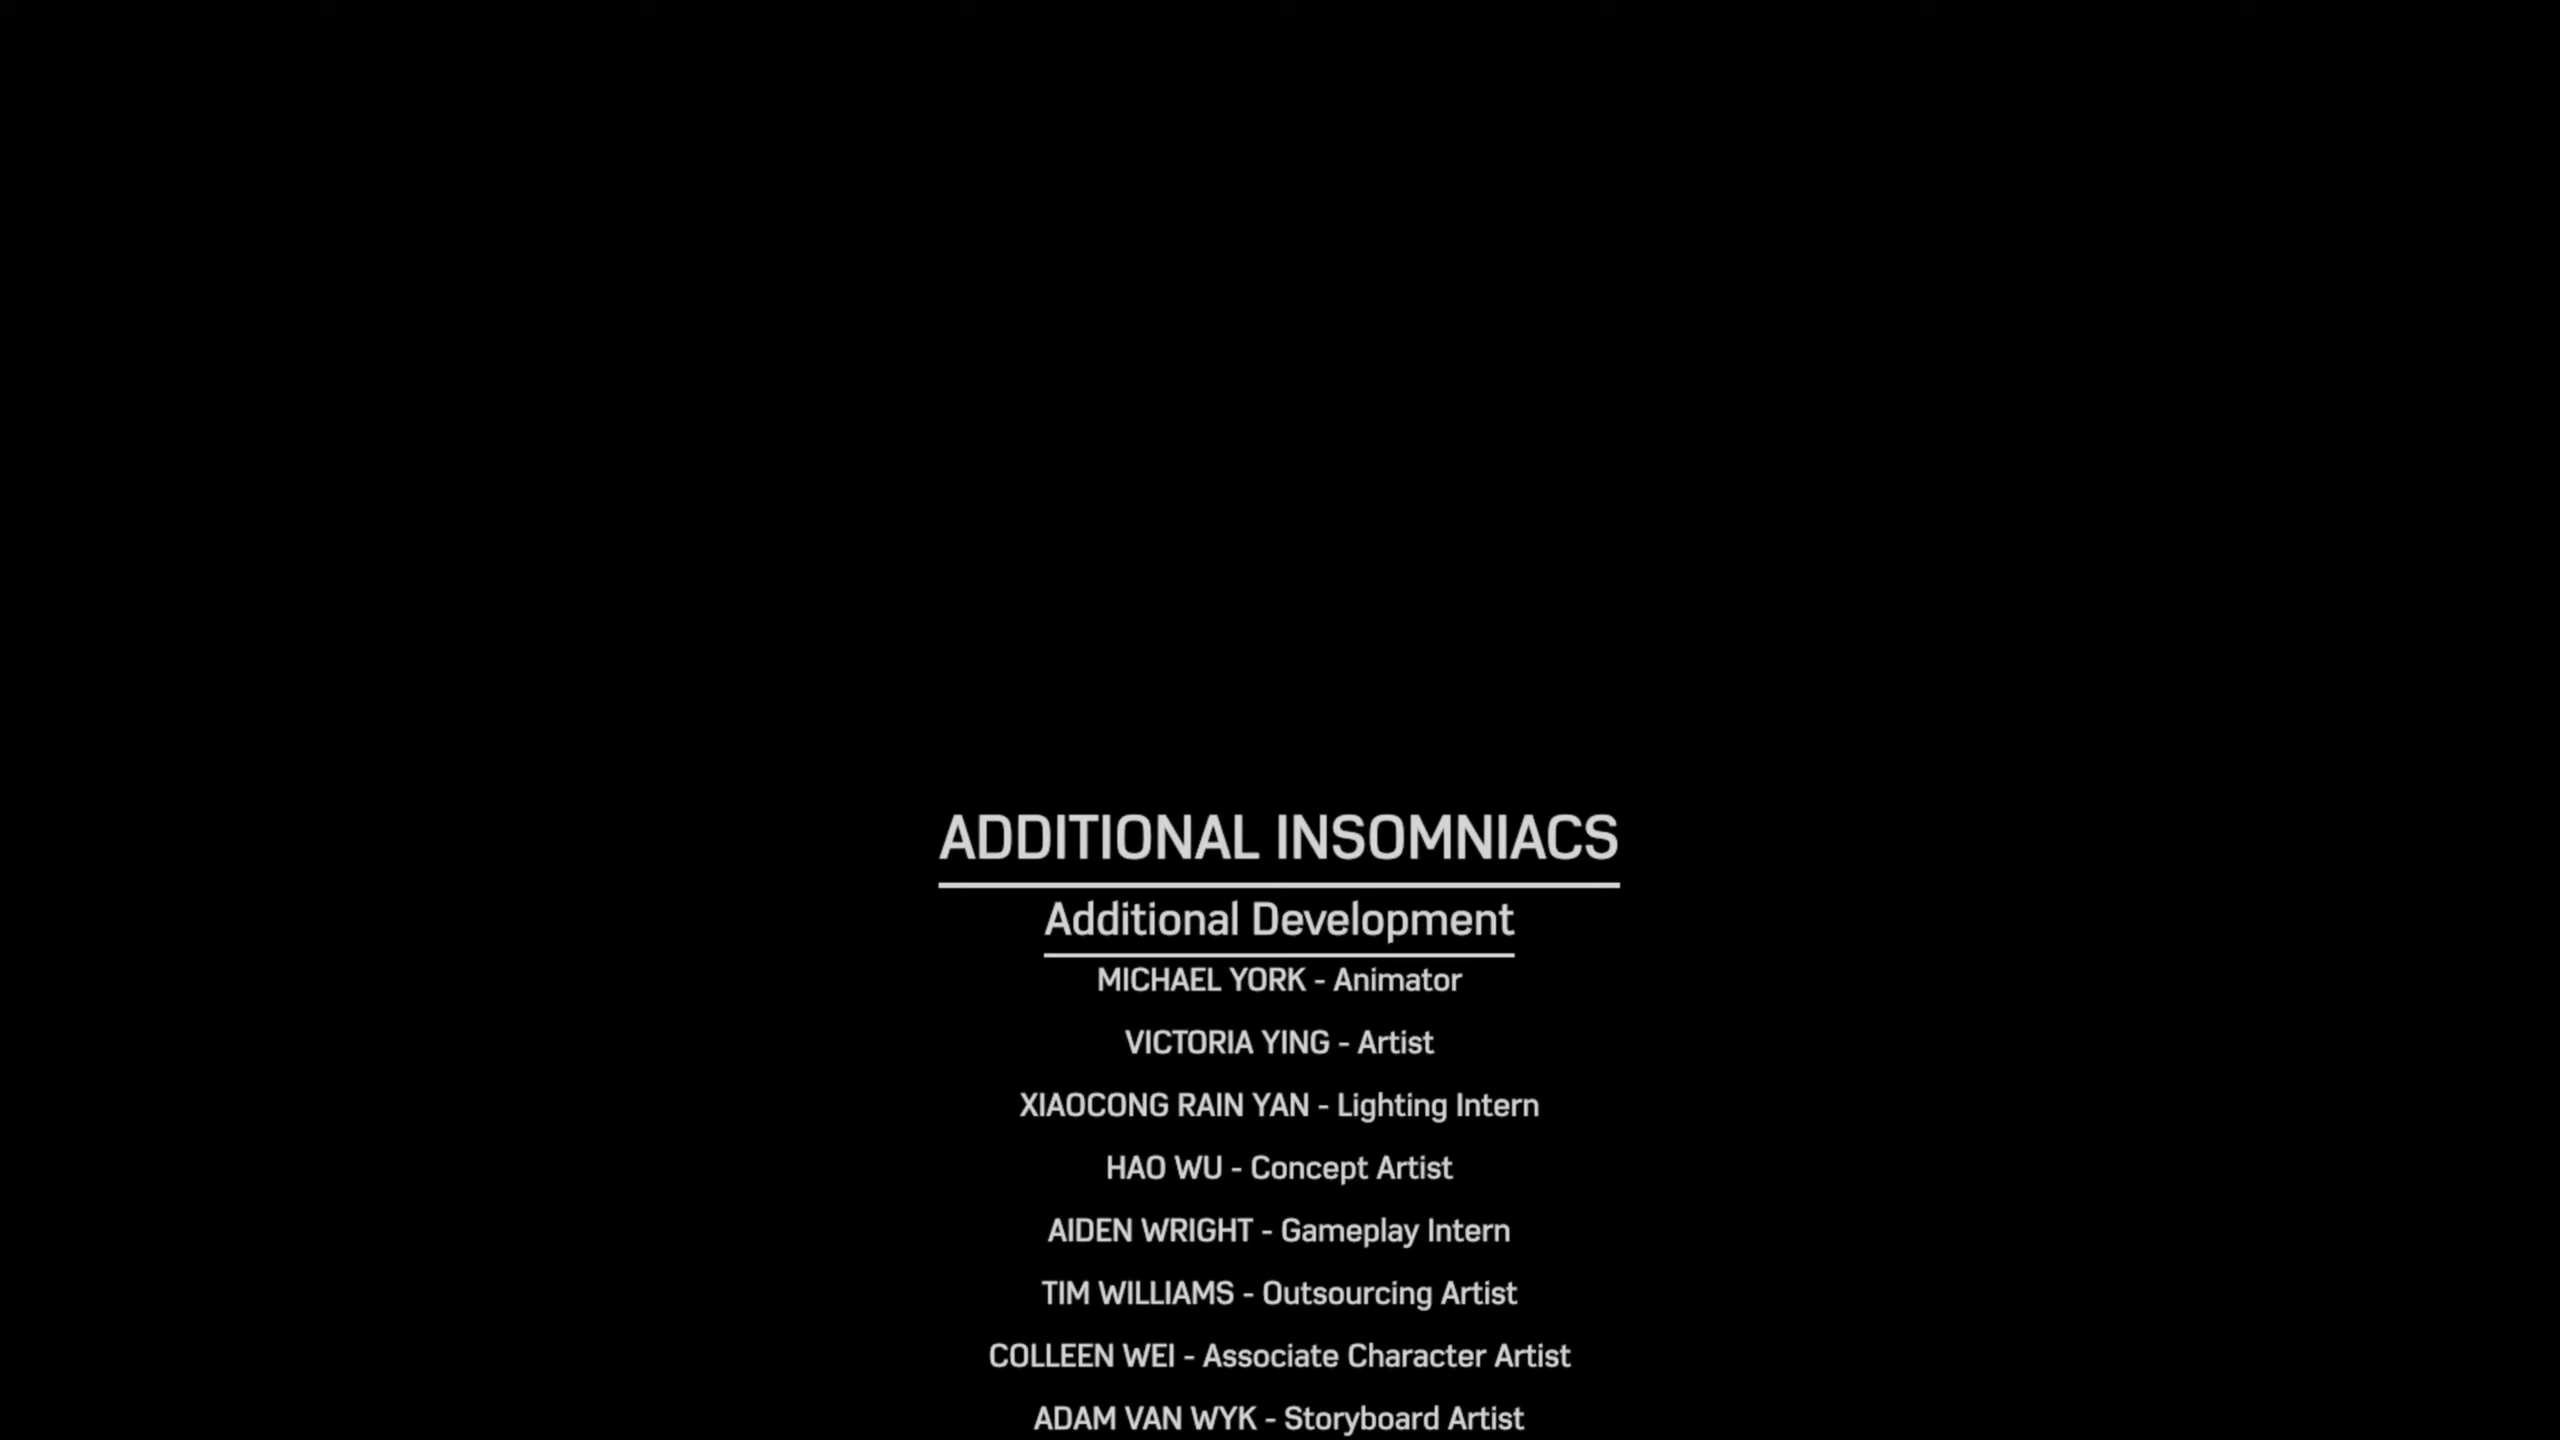 ADDITIONAL INSOMNIACS
Additional Development
MICHAEL YORK - Animator
VICTORIA YING - Artist
XIAOCONG RAIN YAN - Lighting Intern
HAO WU - Concept Artist
AIDEN WRIGHT - Gameplay Intern
TIM WILLIAMS - Outsourcing Artist
COLLEEN WEI - Associate Character Artist
ADAM VAN WYK - Storyboard Artist